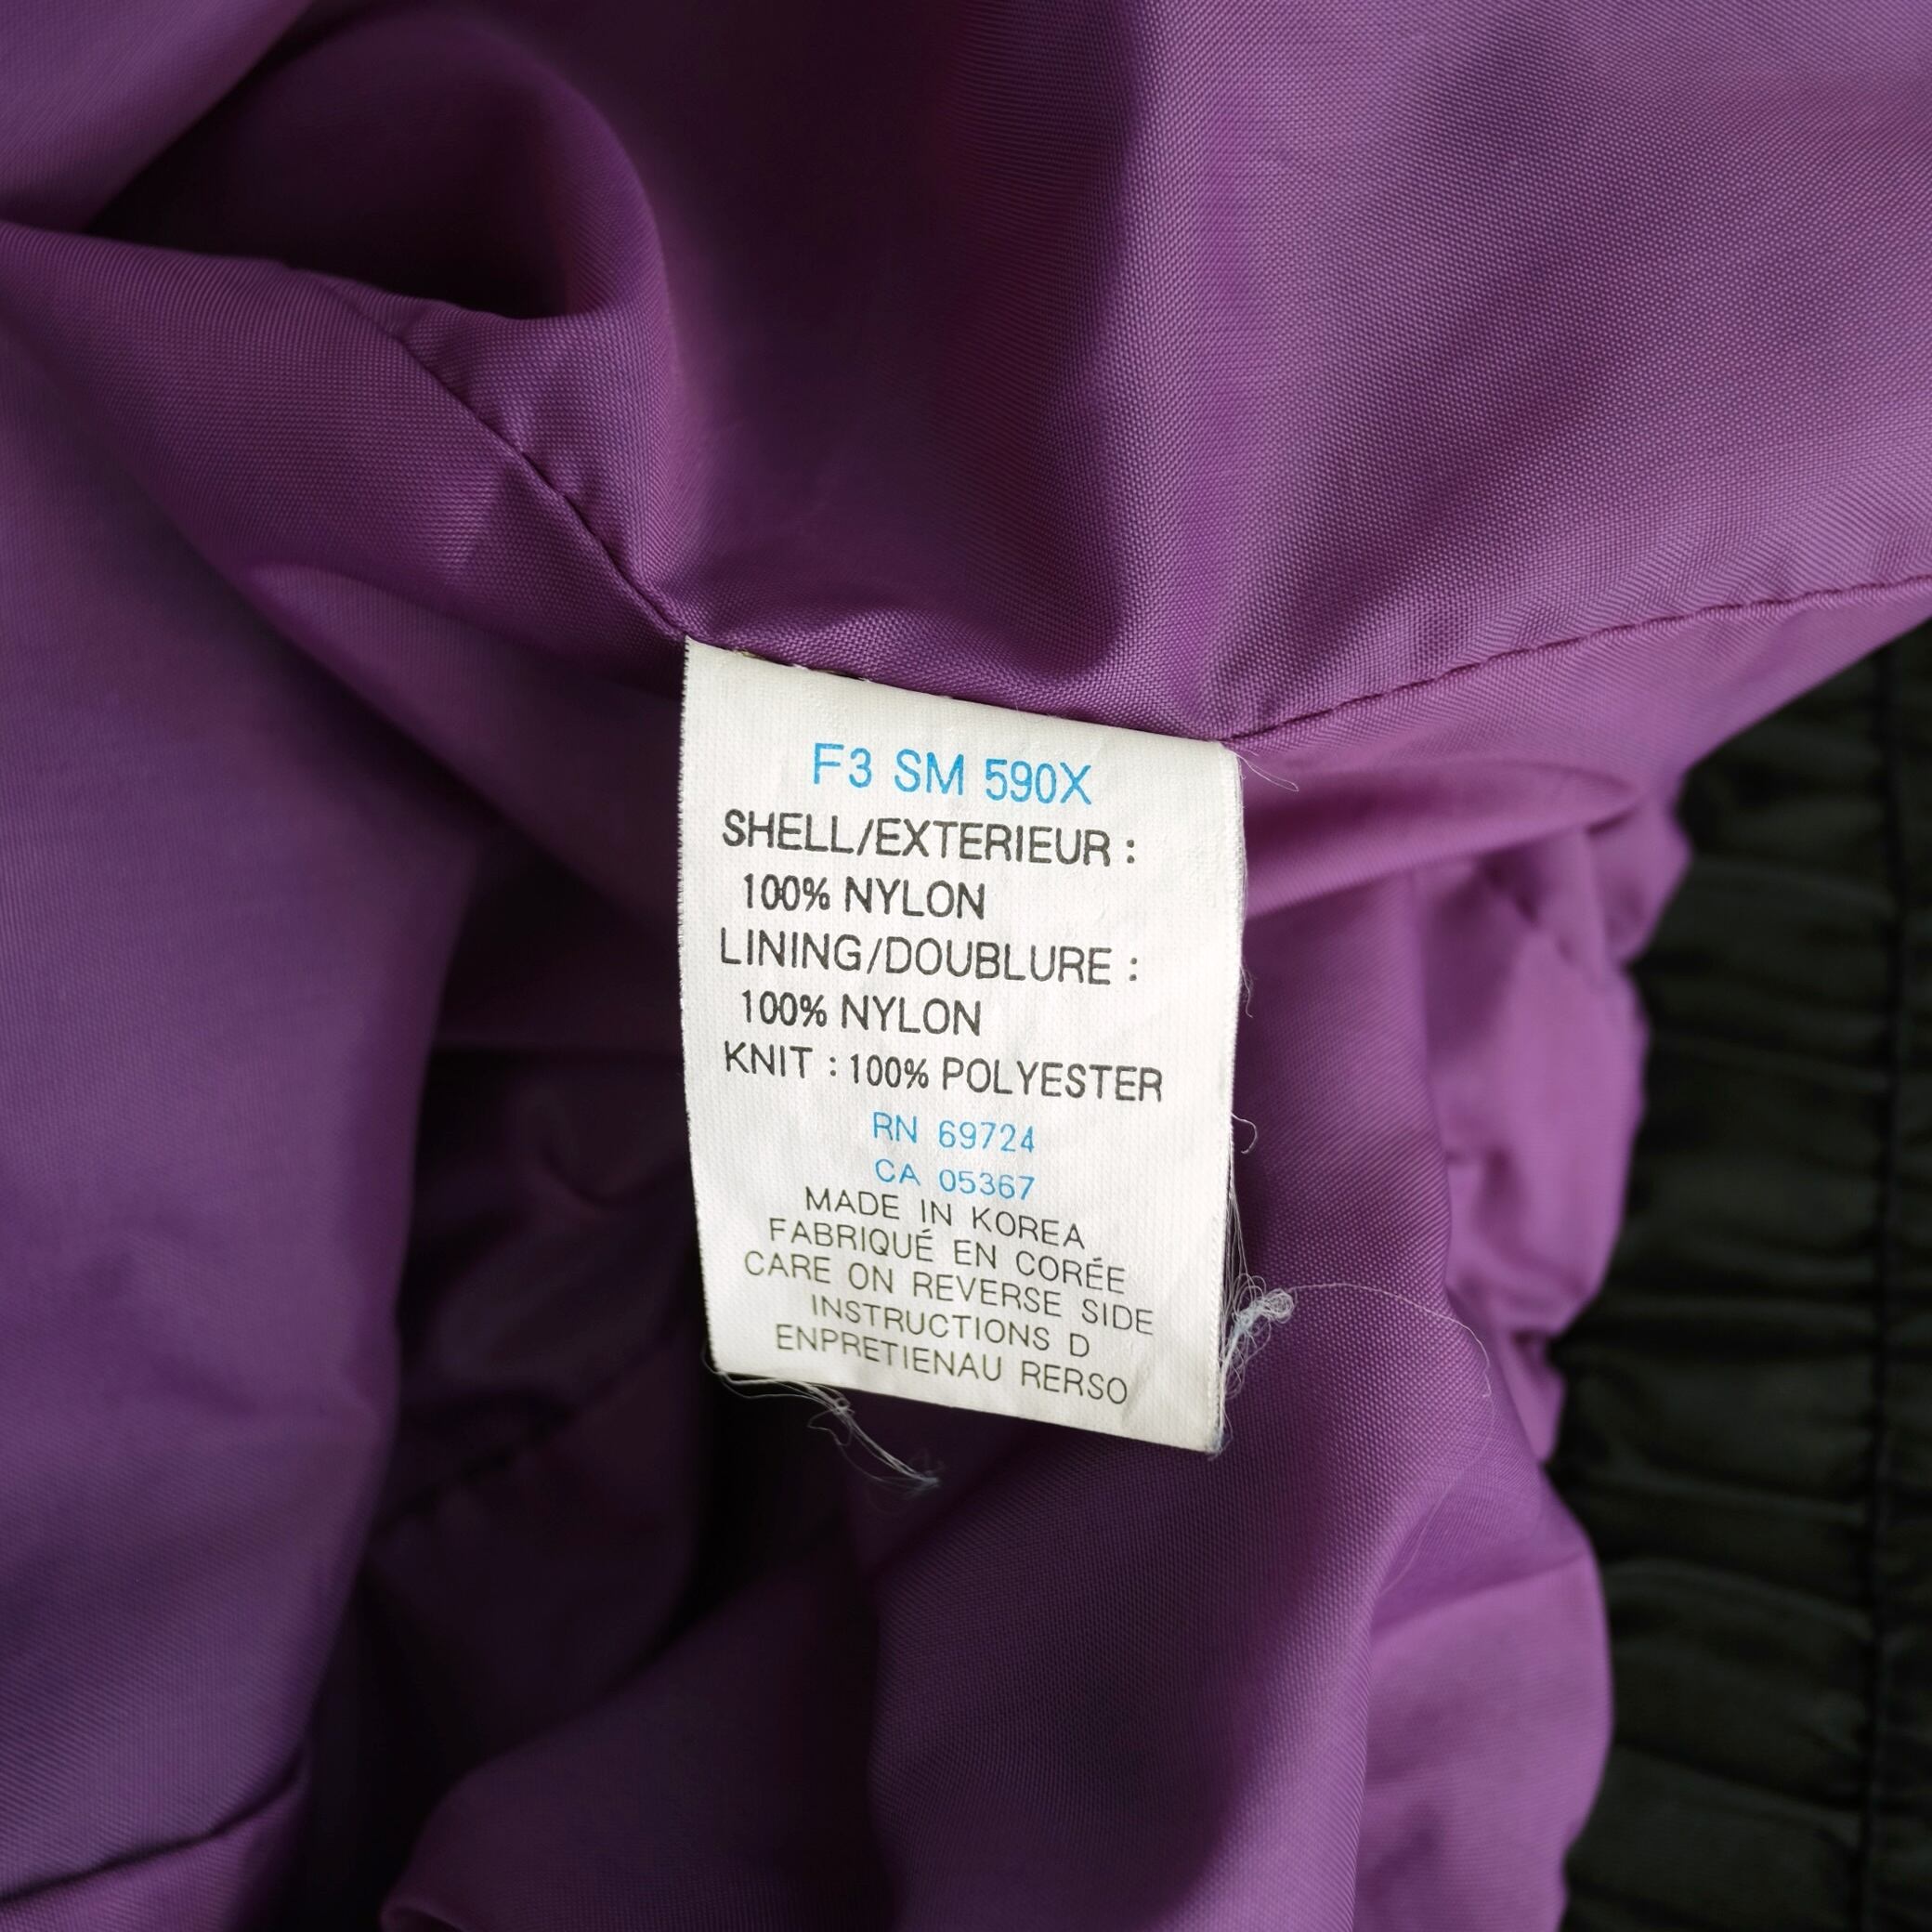 F3 SM 590X
SHELL/EXTERIEUR :
100% NYLON
LINING/DOUBLURE :
100% NYLON
KNIT : 100% POLYESTER
RN 69724
CA 05367
MADE IN KOREA
FABRIQUÉ EN CORÉE
CARE ON REVERSE SIDE
INSTRUCTIONS D
ENPRETIENAU RERSO